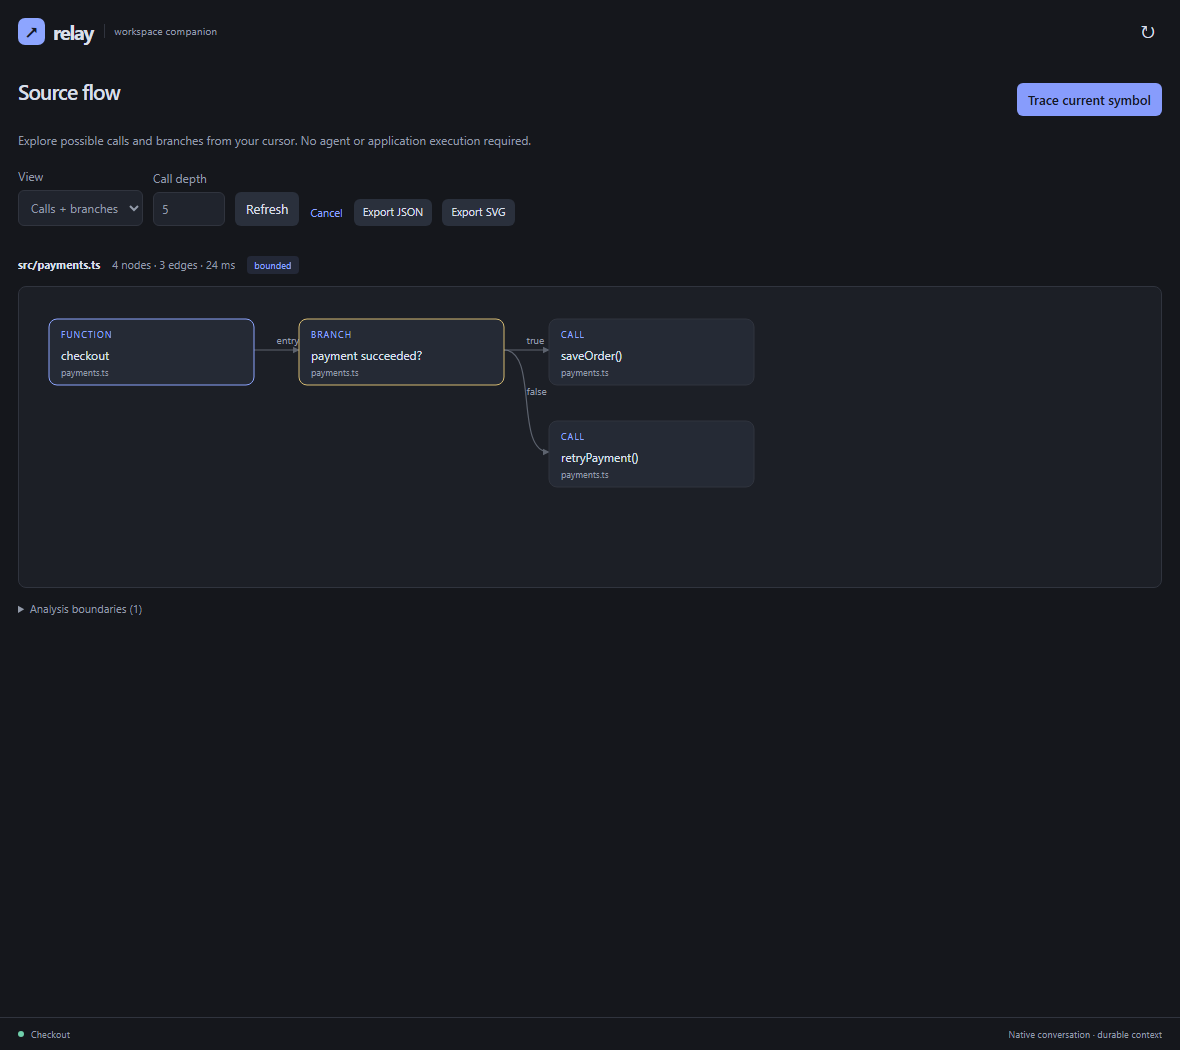 relay
workspace companion
Source flow
Trace current symbol
Explore possible calls and branches from your cursor. No agent or application execution required.
View
Call depth
Calls + branches
5
Refresh
Cancel
Export JSON
Export SVG
src/payments.ts 4 nodes · 3 edges · 24 ms bounded
FUNCTION
checkout
payments.ts
entry
BRANCH
payment succeeded?
payments.ts
true
false
CALL
saveOrder()
payments.ts
CALL
retryPayment()
payments.ts
Analysis boundaries (1)
Checkout
Native conversation · durable context